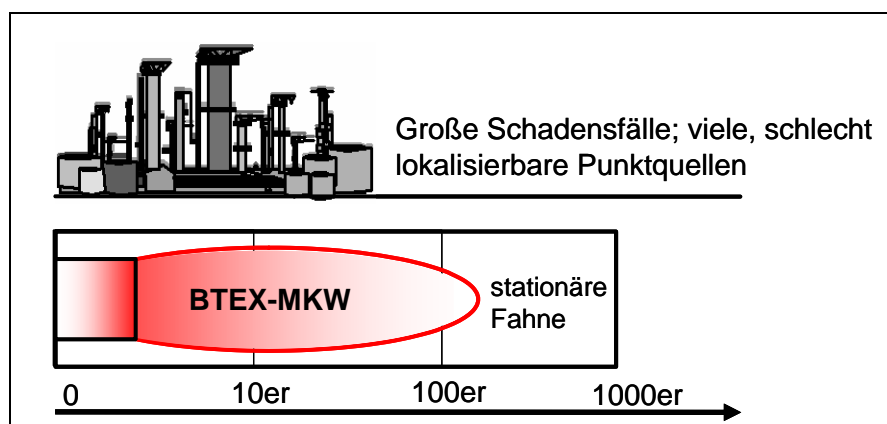 Große Schadensfälle; viele, schlecht
lokalisierbare Punktquellen
BTEX-MKW
stationäre
Fahne
0 10er 100er 1000er